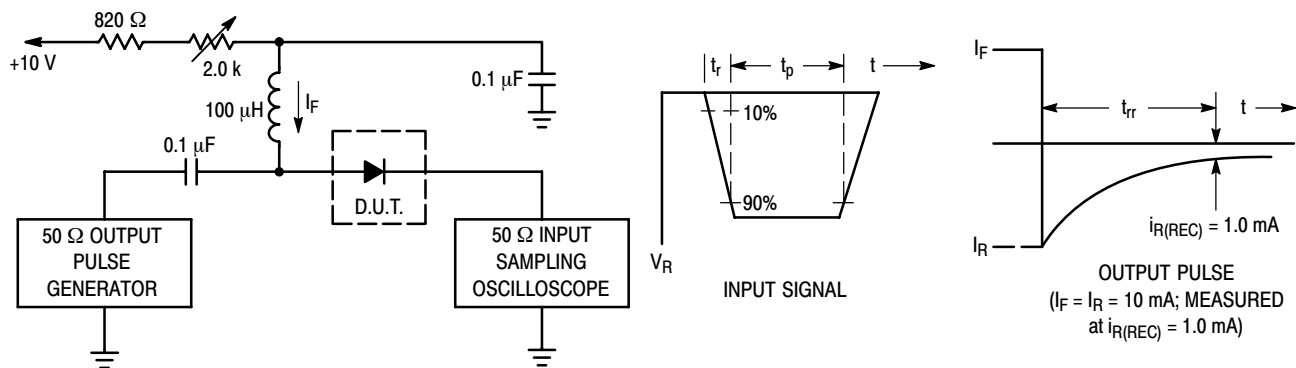 820 Ω
+10 V
2.0 k
100 μH
I_F
0.1 μF
0.1 μF
D.U.T.
50 Ω OUTPUT
PULSE
GENERATOR
50 Ω INPUT
SAMPLING
OSCILLOSCOPE
t_r
t_p
t
10%
90%
V_R
INPUT SIGNAL
I_F
t_rr
t
I_R
i_R(REC) = 1.0 mA
OUTPUT PULSE
(I_F = I_R = 10 mA; MEASURED
at i_R(REC) = 1.0 mA)